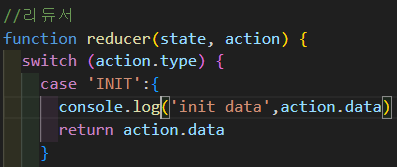 //리듀서
function reducer(state, action) {
  switch (action.type) {
    case 'INIT':{
      console.log('init data',action.data)
      return action.data
    }